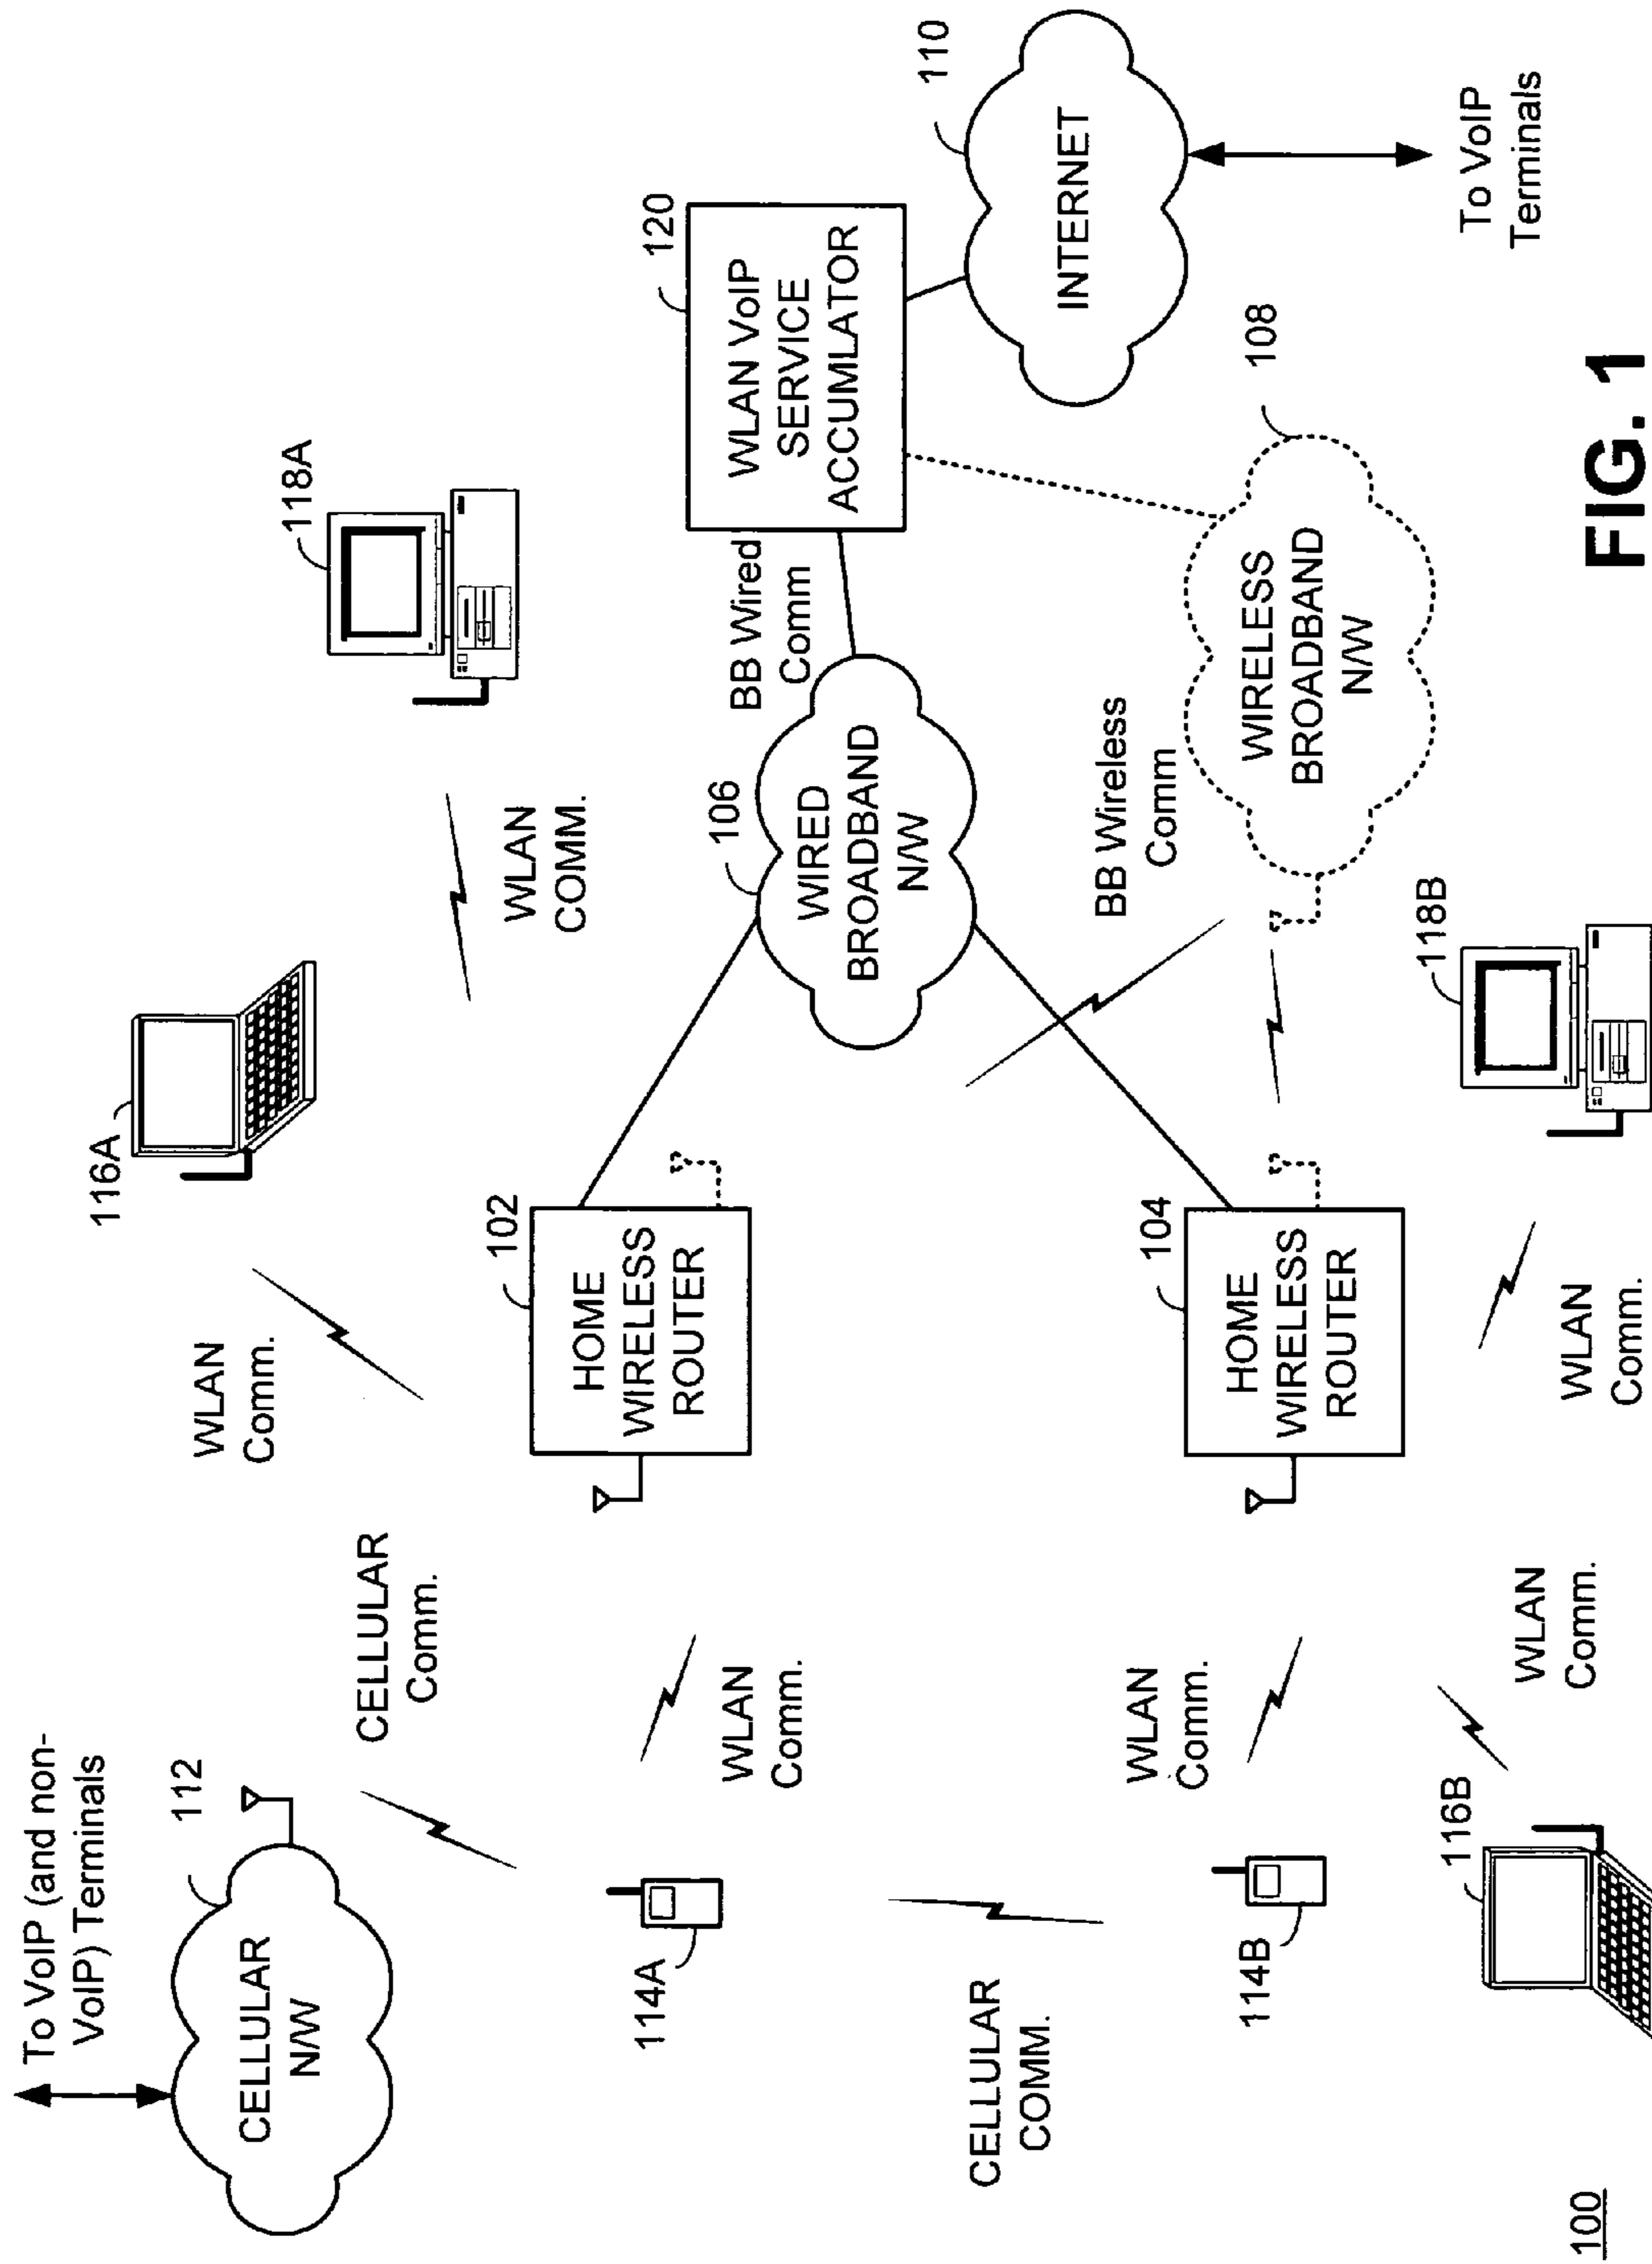 To VoIP (and non-
VoIP) Terminals
112
CELLULAR
N/W
CELLULAR
Comm.
WLAN
Comm.
116A
118A
WLAN
COMM.
114A
WLAN
Comm.
102
HOME
WIRELESS
ROUTER
106
WIRED
BROADBAND
N/W
BB Wired
Comm
120
WLAN VoIP
SERVICE
ACCUMLATOR
110
INTERNET
To VoIP
Terminals
CELLULAR
COMM.
114B
WLAN
Comm.
104
HOME
WIRELESS
ROUTER
BB Wireless
Comm
108
WIRELESS
BROADBAND
N/W
116B
WLAN
Comm.
WLAN
Comm.
118B
100
FIG. 1